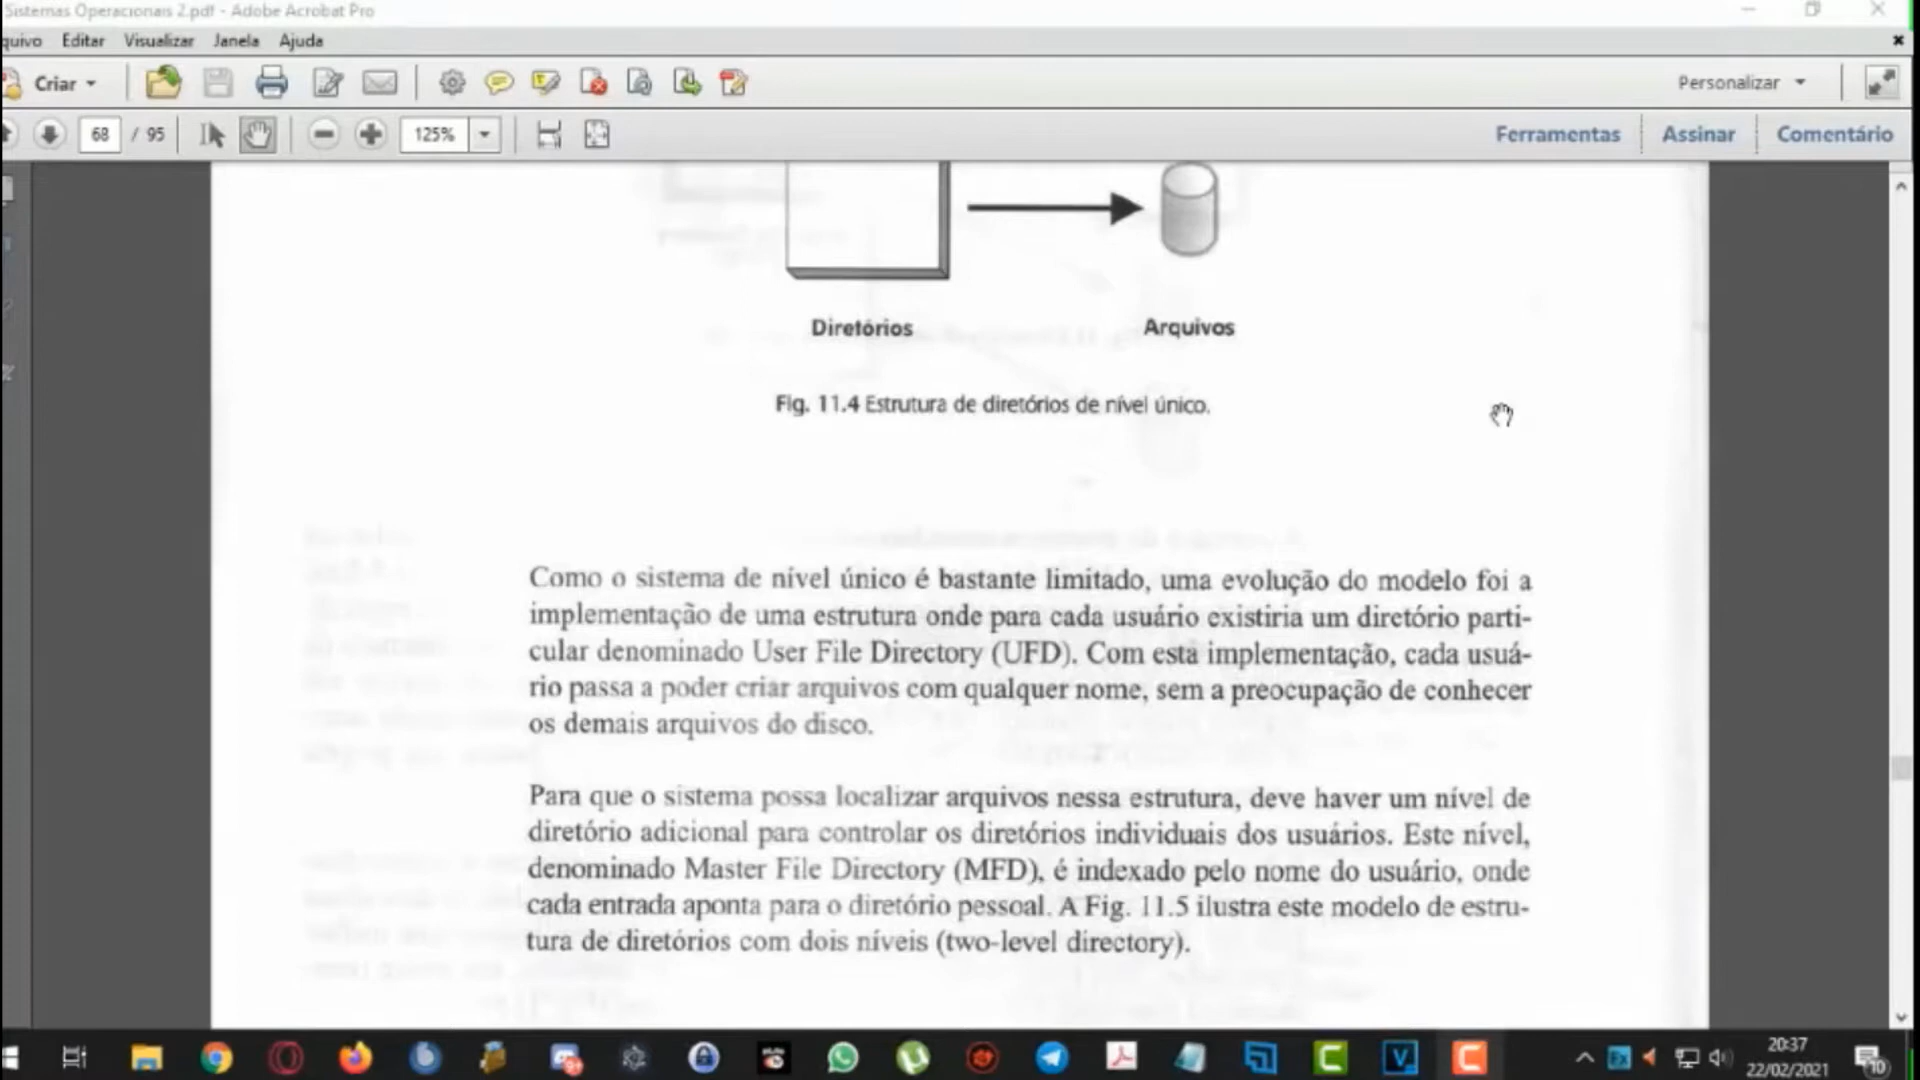 Sistemas Operacionais 2.pdf - Adobe Acrobat Pro
quivo Editar Visualizar Janela Ajuda
Criar Personalizar
68 / 95 125% Ferramentas Assinar Comentário
Diretórios Arquivos
Fig. 11.4 Estrutura de diretórios de nível único.
Como o sistema de nível único é bastante limitado, uma evolução do modelo foi a
implementação de uma estrutura onde para cada usuário existiria um diretório parti-
cular denominado User File Directory (UFD). Com esta implementação, cada usuá-
rio passa a poder criar arquivos com qualquer nome, sem a preocupação de conhecer
os demais arquivos do disco.
Para que o sistema possa localizar arquivos nessa estrutura, deve haver um nível de
diretório adicional para controlar os diretórios individuais dos usuários. Este nível,
denominado Master File Directory (MFD), é indexado pelo nome do usuário, onde
cada entrada aponta para o diretório pessoal. A Fig. 11.5 ilustra este modelo de estru-
tura de diretórios com dois níveis (two-level directory).
20:37
22/02/2021
10